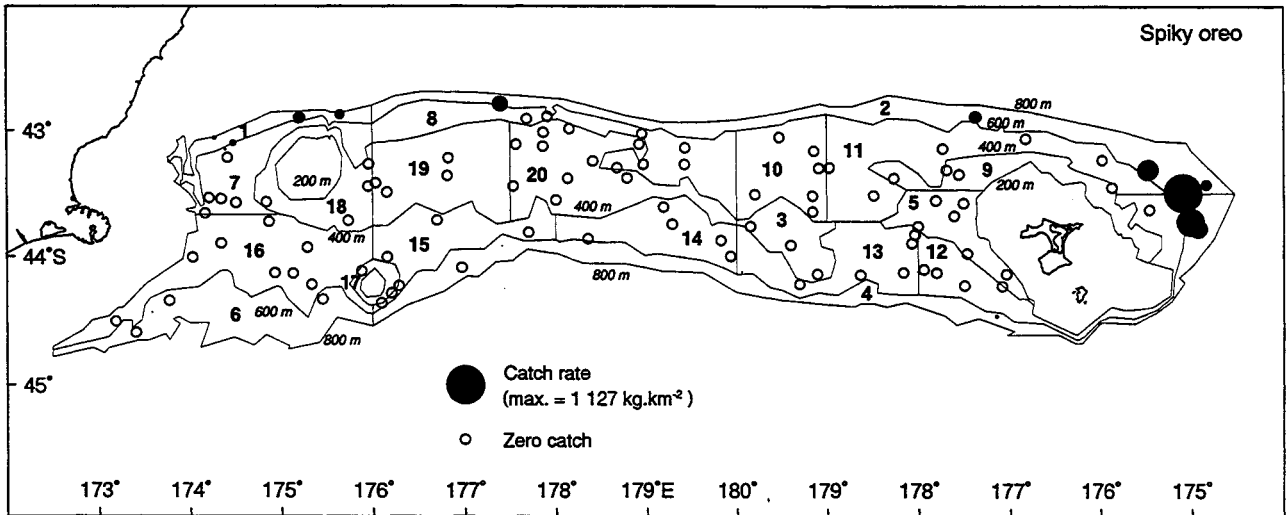 Spiky oreo
800 m
600 m
400 m
200 m
43°
44°S
45°
1
2
8
7
200 m
18
19
20
10
11
9
5
400 m
400 m
16
15
14
3
13
12
17
6
600 m
800 m
800 m
4
Catch rate
(max. = 1 127 kg.km⁻²)
Zero catch
173° 174° 175° 176° 177° 178° 179°E 180° 179° 178° 177° 176° 175°